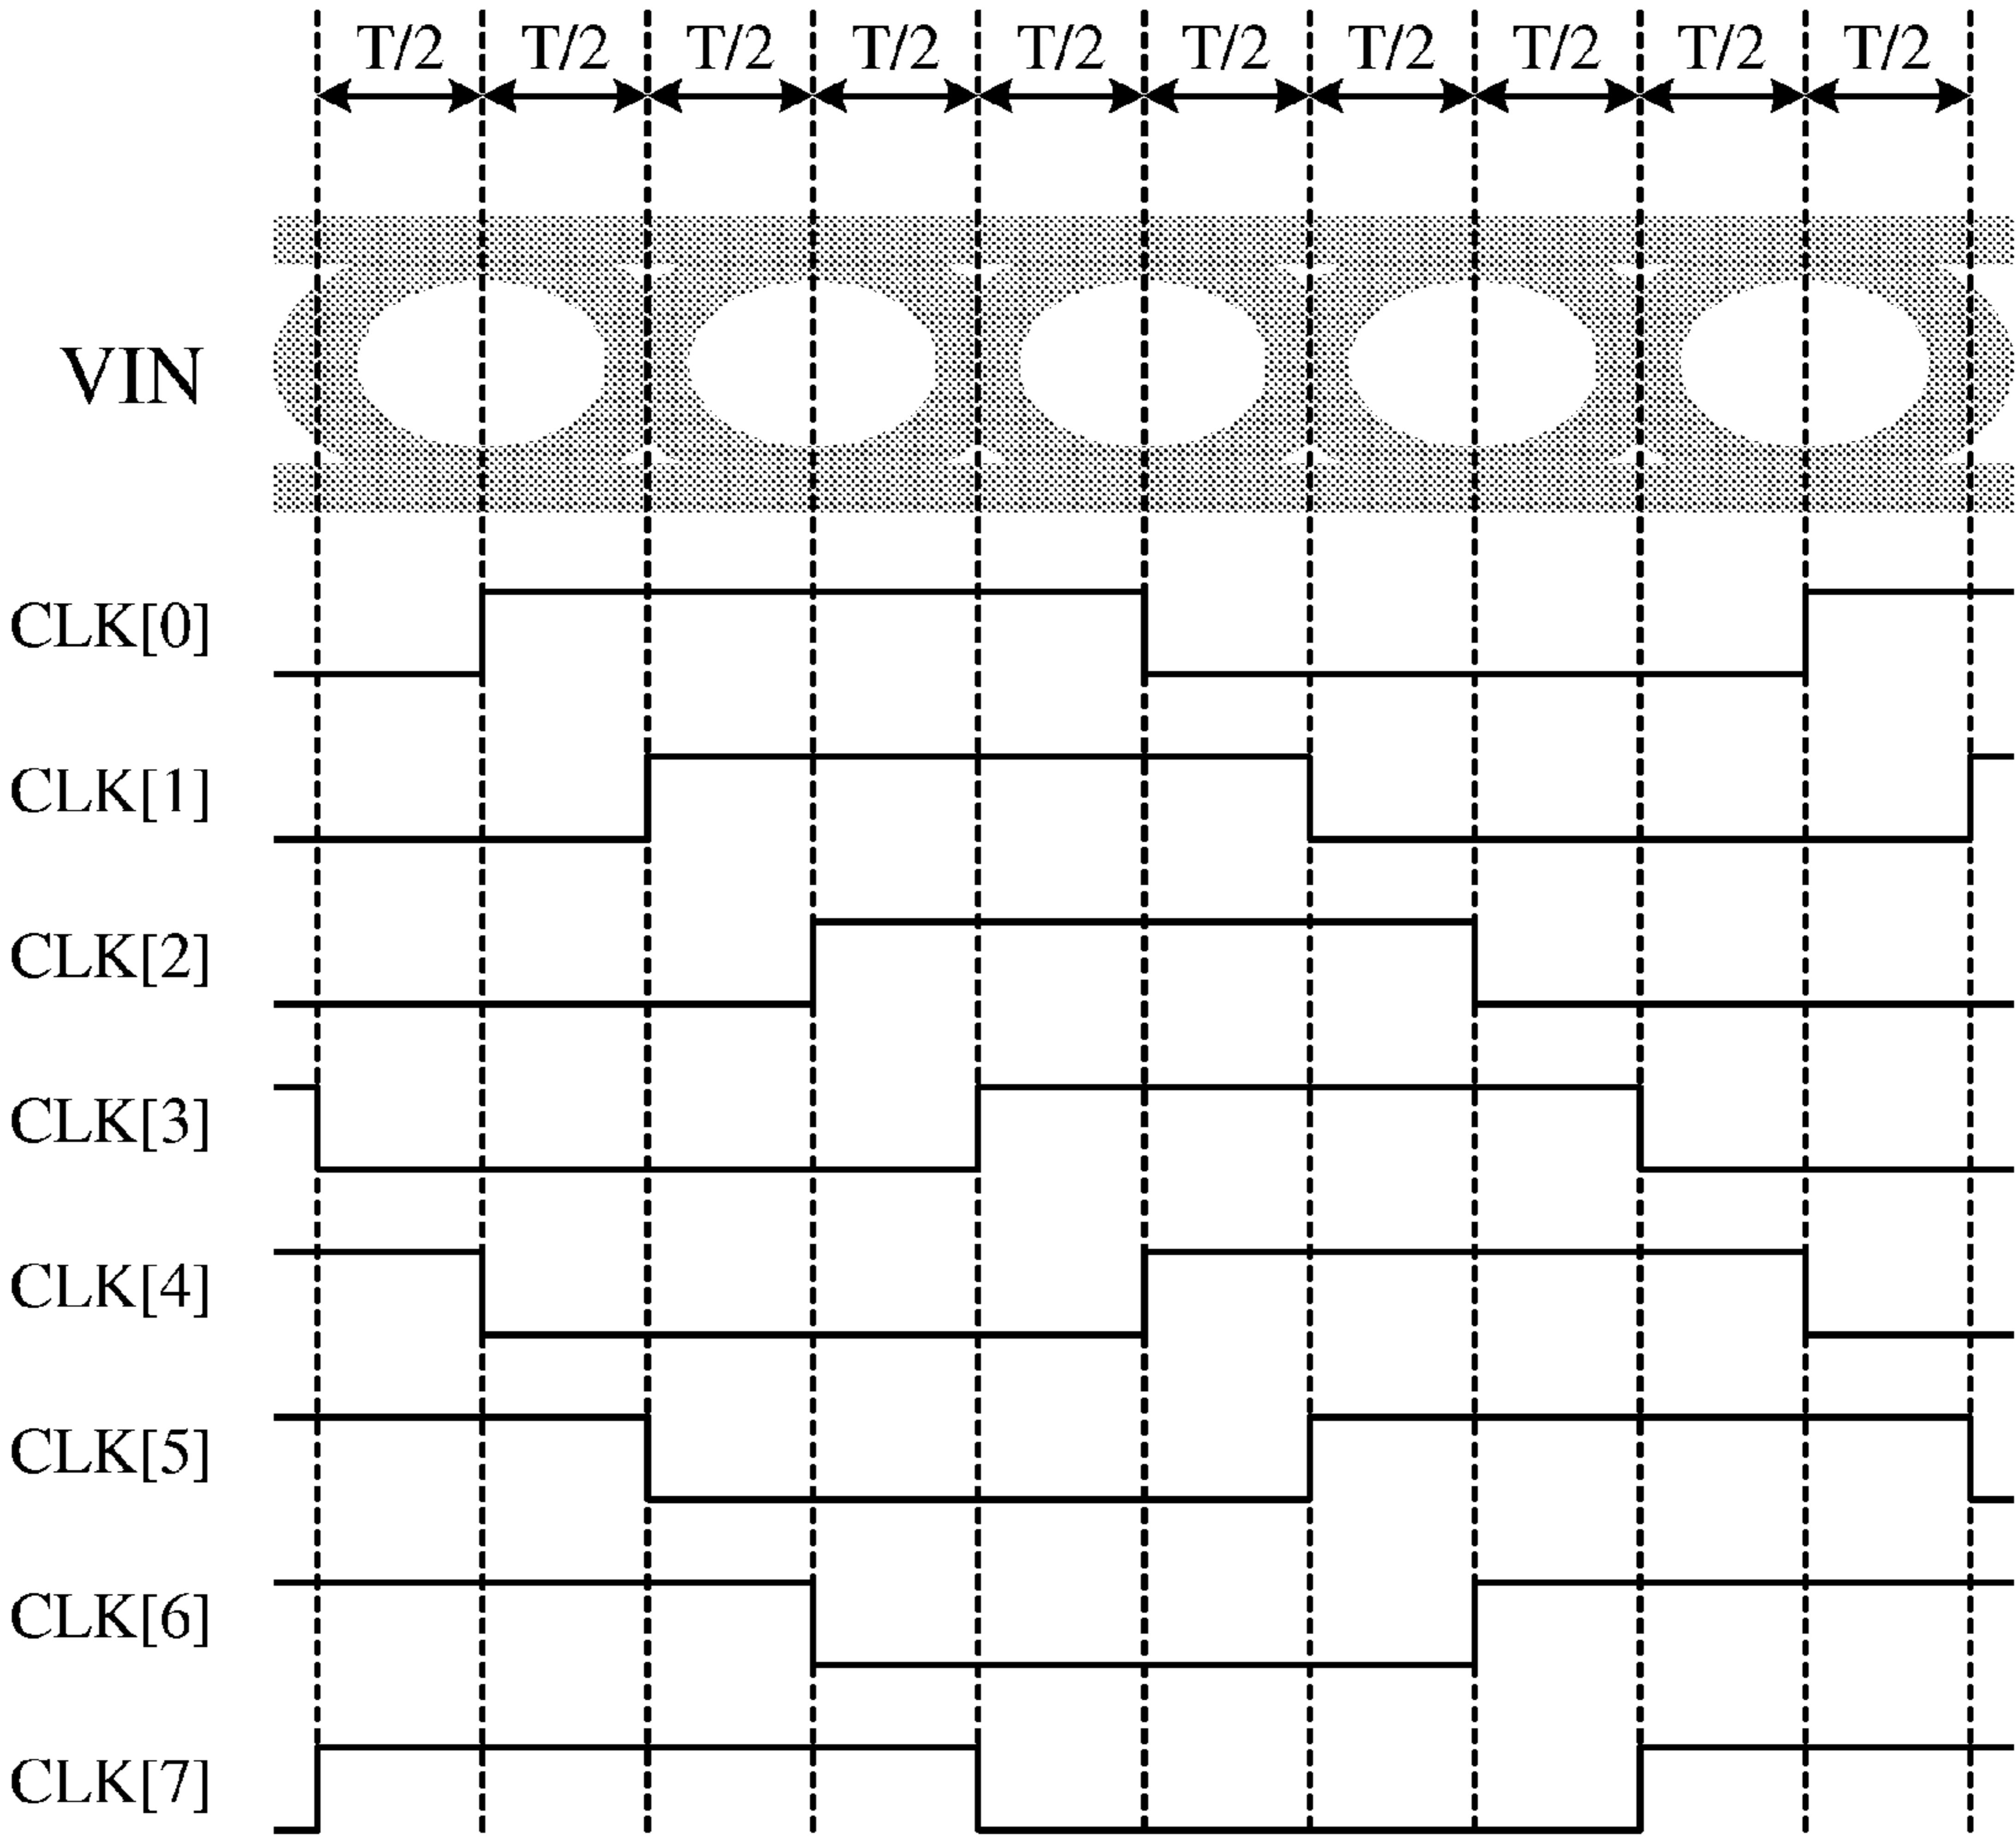 T/2 T/2 T/2 T/2 T/2 T/2 T/2 T/2 T/2 T/2
VIN
CLK[0]
CLK[1]
CLK[2]
CLK[3]
CLK[4]
CLK[5]
CLK[6]
CLK[7]